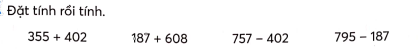 Đặt tính rồi tính.
355 + 402 187 + 608 757 – 402 795 – 187